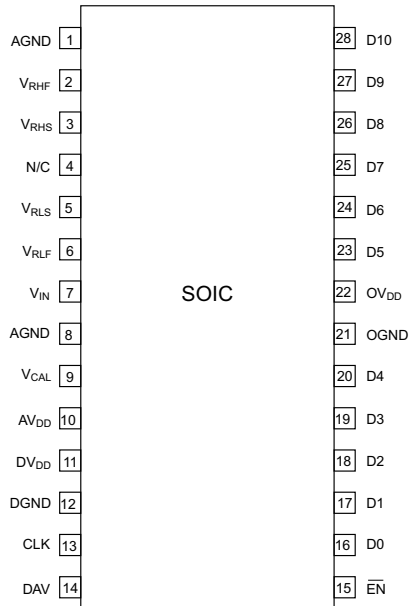 AGND 1
VRHF 2
VRHS 3
N/C 4
VRLS 5
VRLF 6
VIN 7
AGND 8
VCAL 9
AVDD 10
DVDD 11
DGND 12
CLK 13
DAV 14
SOIC
28 D10
27 D9
26 D8
25 D7
24 D6
23 D5
22 OVDD
21 OGND
20 D4
19 D3
18 D2
17 D1
16 D0
15 E̅N̅